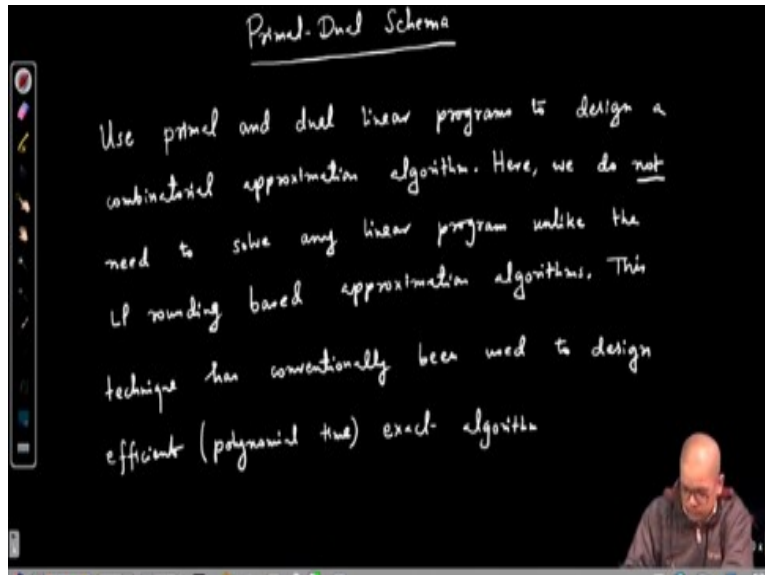 Primal-Dual Schema
Use primal and dual linear programs to design a
combinatorial approximation algorithm. Here, we do not
need to solve any linear program unlike the
LP rounding based approximation algorithms. This
technique has conventionally been used to design
efficient (polynomial time) exact algorithm